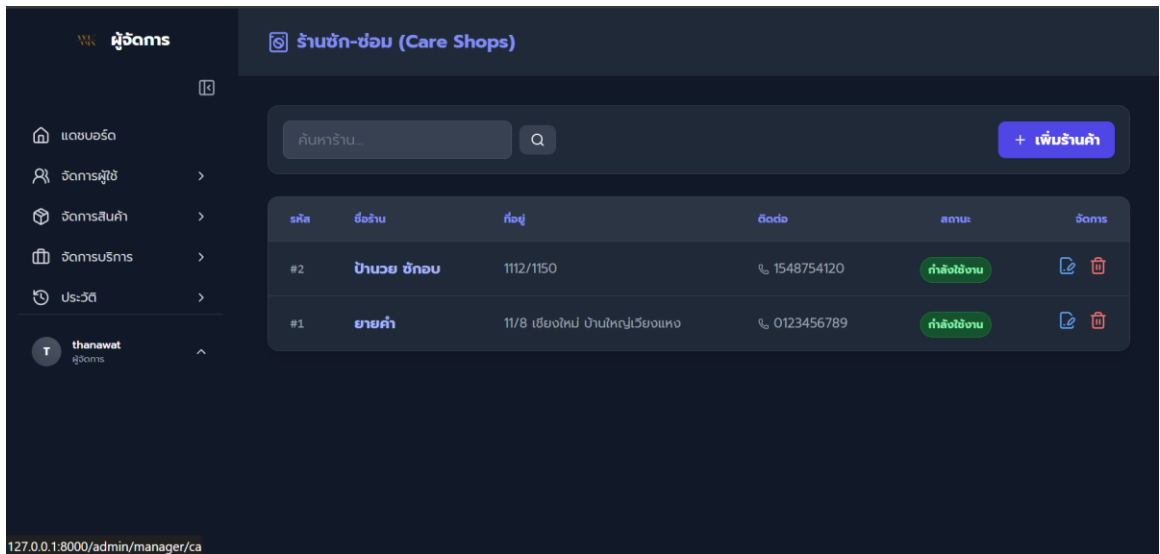 WK ผู้จัดการ
ร้านซัก-ซ่อม (Care Shops)
แดชบอร์ด
จัดการผู้ใช้
จัดการสินค้า
จัดการบริการ
ประวัติ
T thanawat
ผู้จัดการ
ค้นหาร้าน...
+ เพิ่มร้านค้า
รหัส ชื่อร้าน ที่อยู่ ติดต่อ สถานะ จัดการ
#2 ป้านวย ซักอบ 1112/1150 1548754120 กำลังใช้งาน
#1 ยายคำ 11/8 เชียงใหม่ บ้านใหญ่เวียงแหง 0123456789 กำลังใช้งาน
127.0.0.1:8000/admin/manager/ca